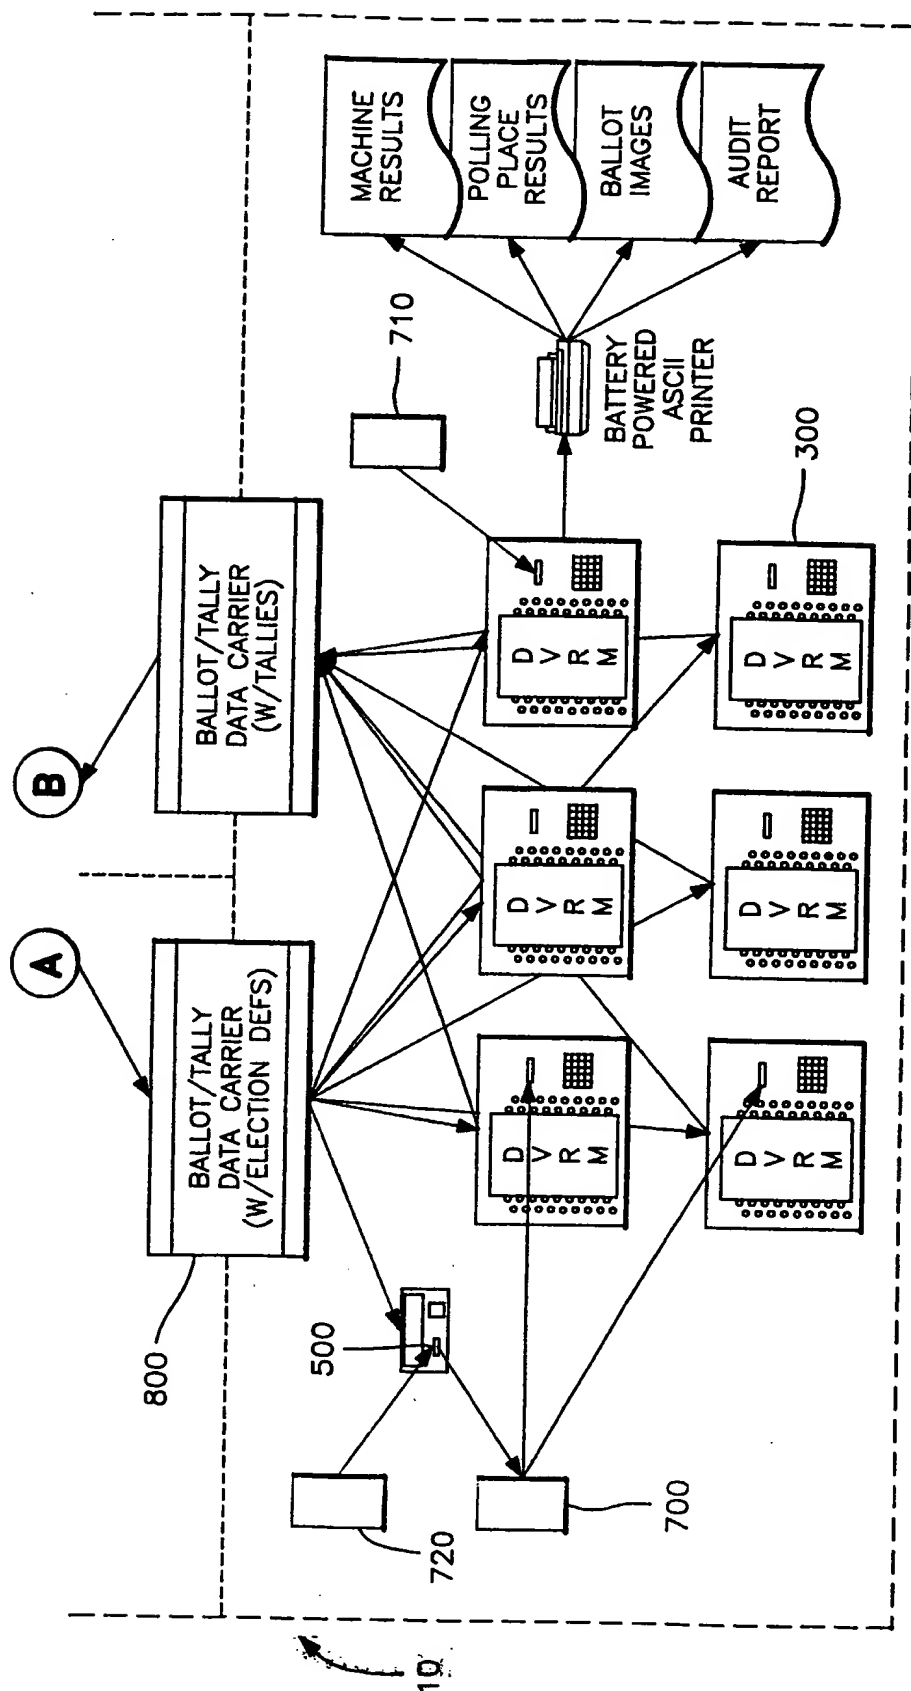 A
B
BALLOT/TALLY
DATA CARRIER
(W/ELECTION DEFS)
BALLOT/TALLY
DATA CARRIER
(W/TALLIES)
800
MACHINE
RESULTS
POLLING
PLACE
RESULTS
BALLOT
IMAGES
AUDIT
REPORT
710
500
720
BATTERY
POWERED
ASCII
PRINTER
D
V
R
M
D
V
R
M
D
V
R
M
700
300
D
V
R
M
D
V
R
M
D
V
R
M
10